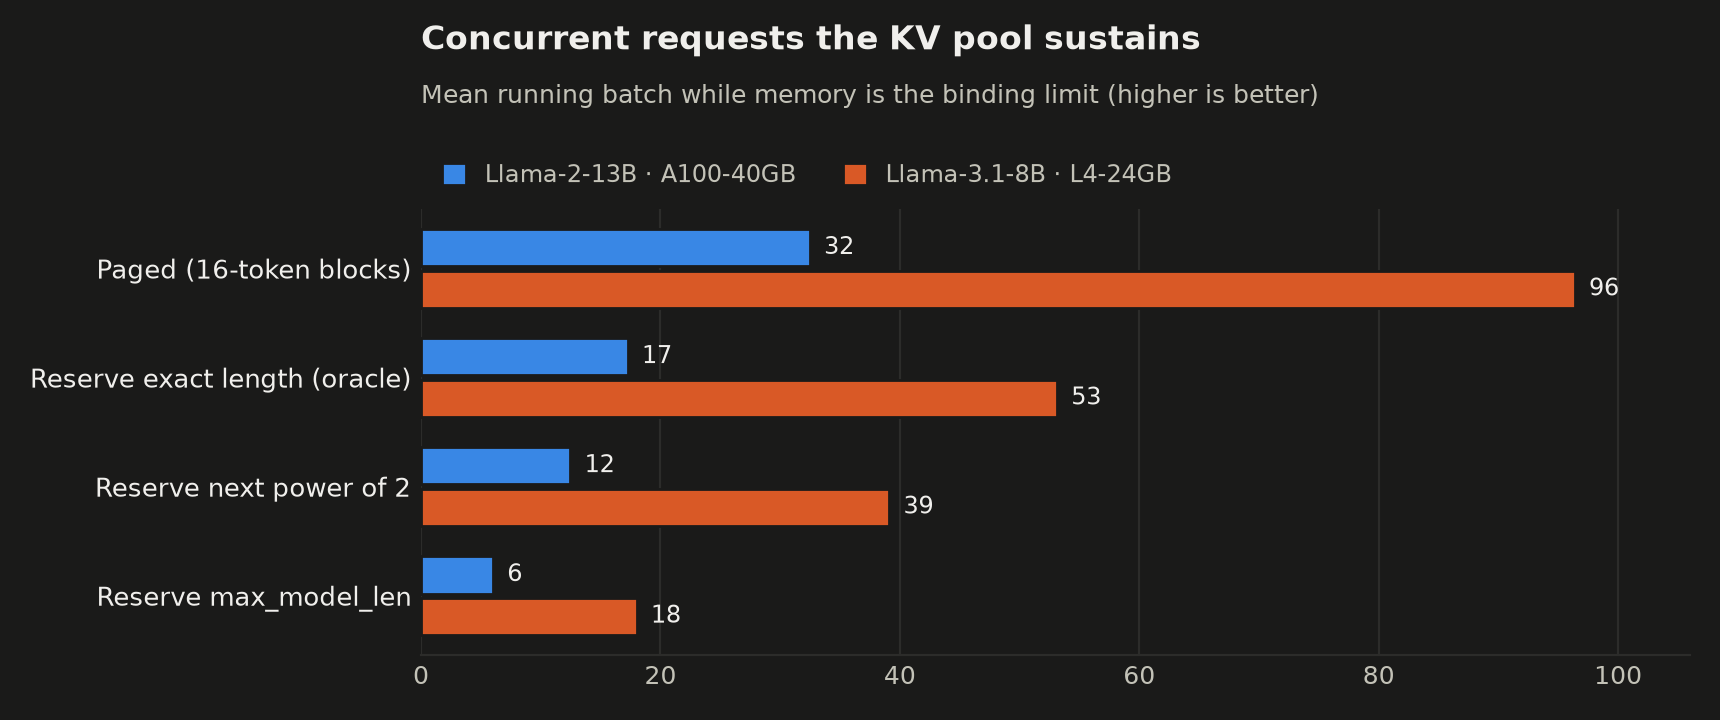 Concurrent requests the KV pool sustains
Mean running batch while memory is the binding limit (higher is better)
Llama-2-13B · A100-40GB
Llama-3.1-8B · L4-24GB
Paged (16-token blocks)
32
96
Reserve exact length (oracle)
17
53
Reserve next power of 2
12
39
Reserve max_model_len
6
18
0 20 40 60 80 100